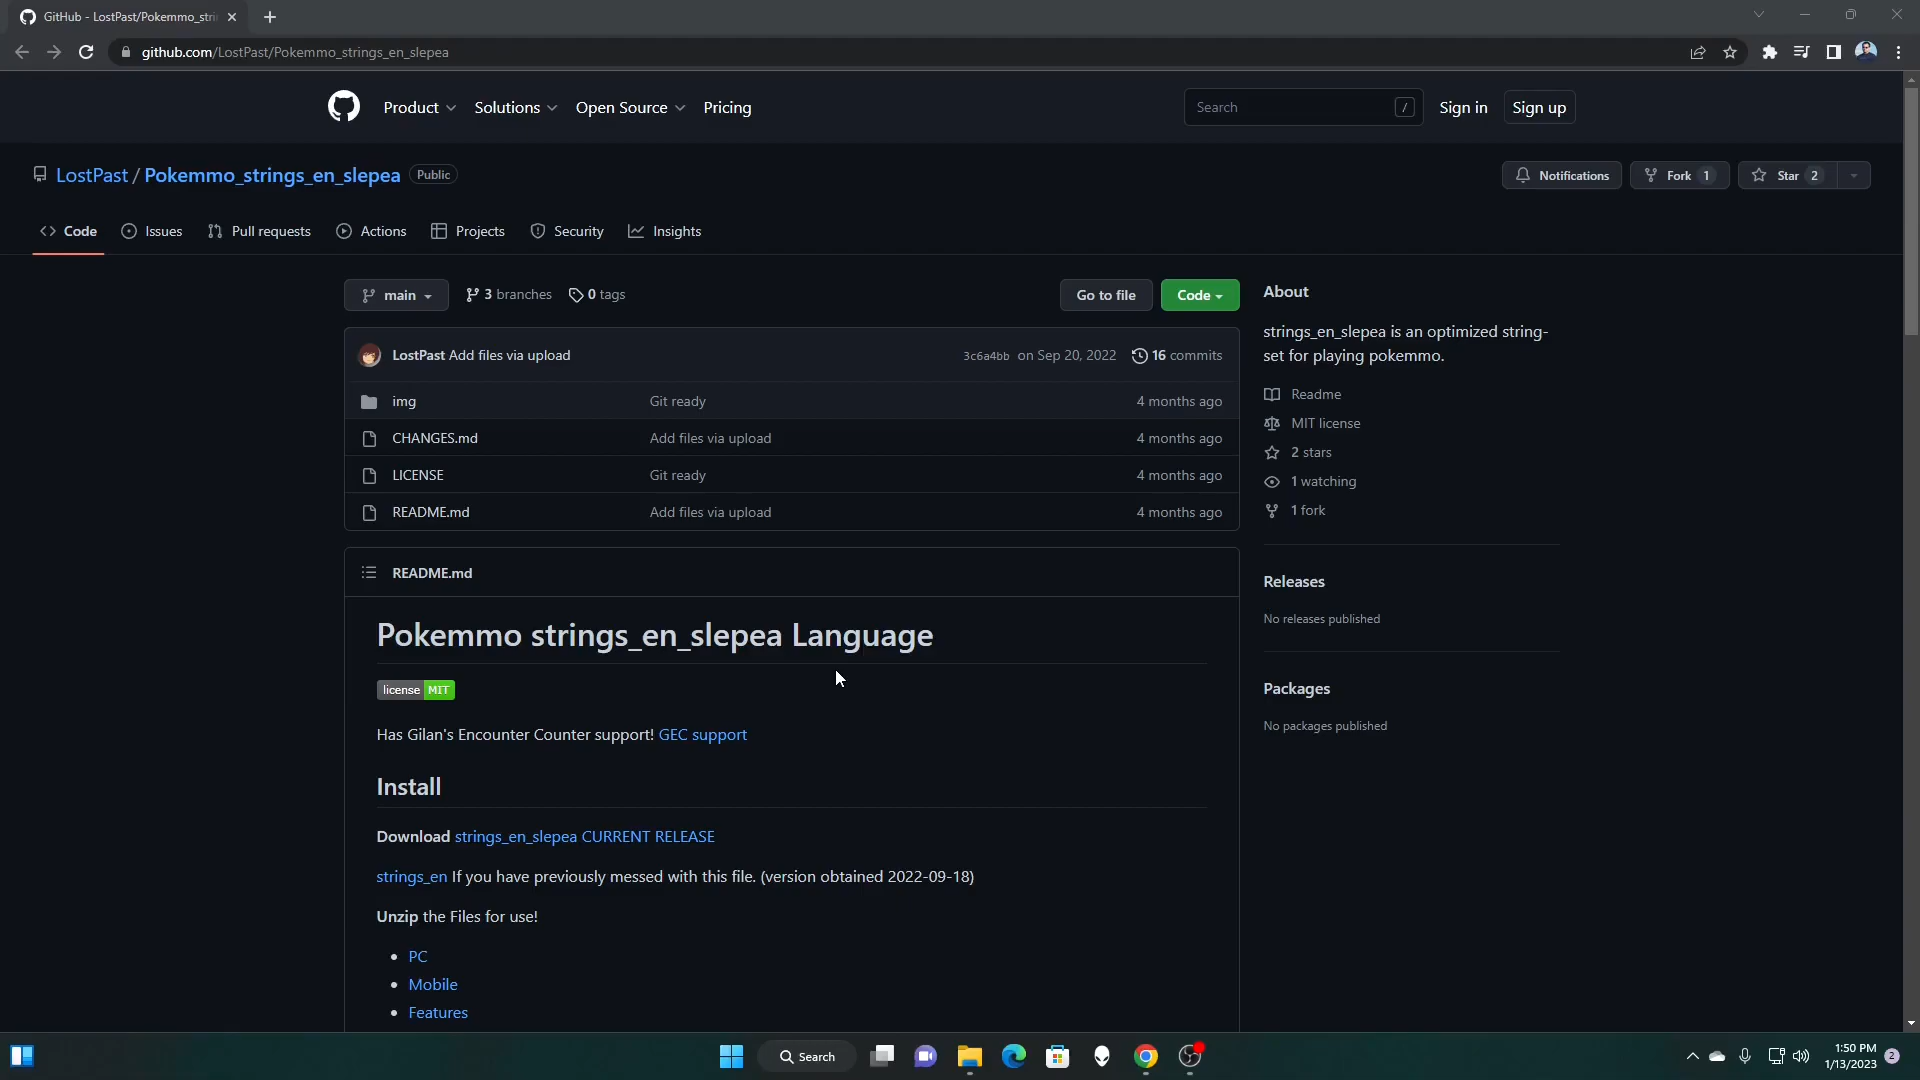 GitHub - LostPast/Pokemmo_stri
github.com/LostPast/Pokemmo_strings_en_slepea
Product Solutions Open Source Pricing Search / Sign in Sign up
LostPast / Pokemmo_strings_en_slepea Public Notifications Fork 1 Star 2
Code Issues Pull requests Actions Projects Security Insights
main 3 branches 0 tags Go to file Code
LostPast Add files via upload 3c6a4bb on Sep 20, 2022 16 commits
img Git ready 4 months ago
CHANGES.md Add files via upload 4 months ago
LICENSE Git ready 4 months ago
README.md Add files via upload 4 months ago
About
strings_en_slepea is an optimized string-
set for playing pokemmo.
Readme
MIT license
2 stars
1 watching
1 fork
Releases
No releases published
Packages
No packages published
README.md
Pokemmo strings_en_slepea Language
license MIT
Has Gilan's Encounter Counter support! GEC support
Install
Download strings_en_slepea CURRENT RELEASE
strings_en If you have previously messed with this file. (version obtained 2022-09-18)
Unzip the Files for use!
PC
Mobile
Features
Search
1:50 PM
1/13/2023
2